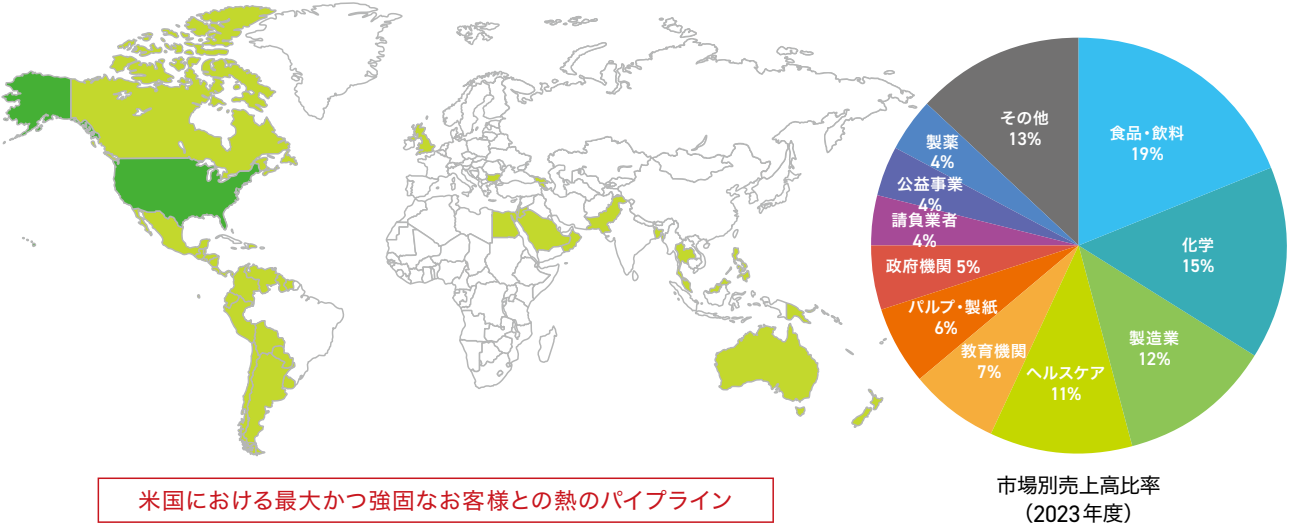 食品・飲料
19%
化学
15%
製造業
12%
ヘルスケア
11%
教育機関
7%
パルプ・製紙
6%
政府機関 5%
請負業者
4%
公益事業
4%
製薬
4%
その他
13%
米国における最大かつ強固なお客様との熱のパイプライン
市場別売上高比率
（2023年度）